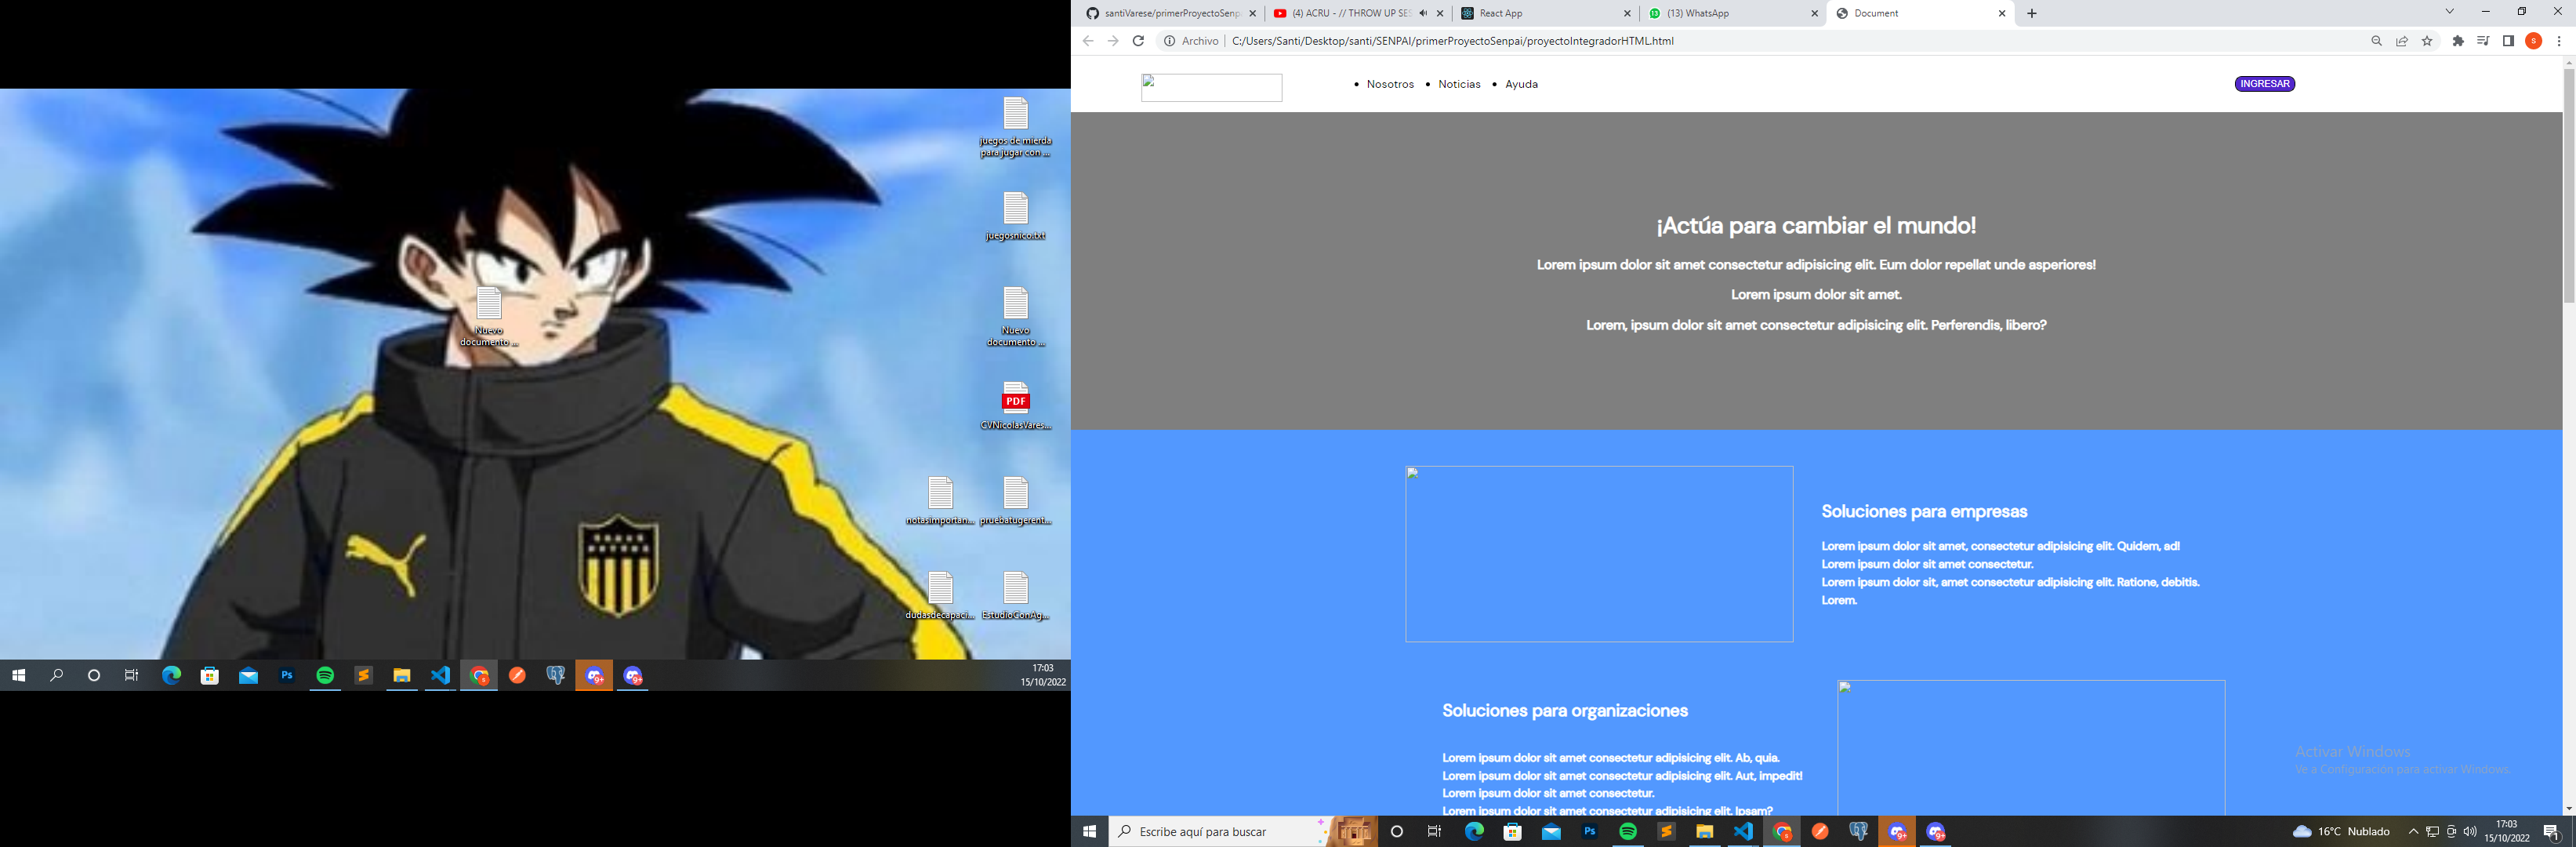 juegos de mierda
para jugar con ...
juegosnico.txt
Nuevo
documento ...
Nuevo
documento ...
PDF
CVNicolasVares...
notasimportan...
pruebatugerent...
dudasdecapaci...
EstudioConAg...
Ps
9+
9+
17:03
15/10/2022
santiVarese/primerProyectoSenp
(4) ACRU - // THROW UP SES
React App
(13) WhatsApp
Document
Archivo
C:/Users/Santi/Desktop/santi/SENPAI/primerProyectoSenpai/proyectoIntegradorHTML.html
S
• Nosotros • Noticias • Ayuda
INGRESAR
¡Actúa para cambiar el mundo!
Lorem ipsum dolor sit amet consectetur adipisicing elit. Eum dolor repellat unde asperiores!
Lorem ipsum dolor sit amet.
Lorem, ipsum dolor sit amet consectetur adipisicing elit. Perferendis, libero?
Soluciones para empresas
Lorem ipsum dolor sit amet, consectetur adipisicing elit. Quidem, ad!
Lorem ipsum dolor sit amet consectetur.
Lorem ipsum dolor sit, amet consectetur adipisicing elit. Ratione, debitis.
Lorem.
Soluciones para organizaciones
Lorem ipsum dolor sit amet consectetur adipisicing elit. Ab, quia.
Lorem ipsum dolor sit amet consectetur adipisicing elit. Aut, impedit!
Lorem ipsum dolor sit amet consectetur.
Lorem ipsum dolor sit amet consectetur adipisicing elit. Ipsam?
Activar Windows
Ve a Configuración para activar Windows.
Escribe aquí para buscar
Ps
9+
9+
16°C Nublado
17:03
15/10/2022
1